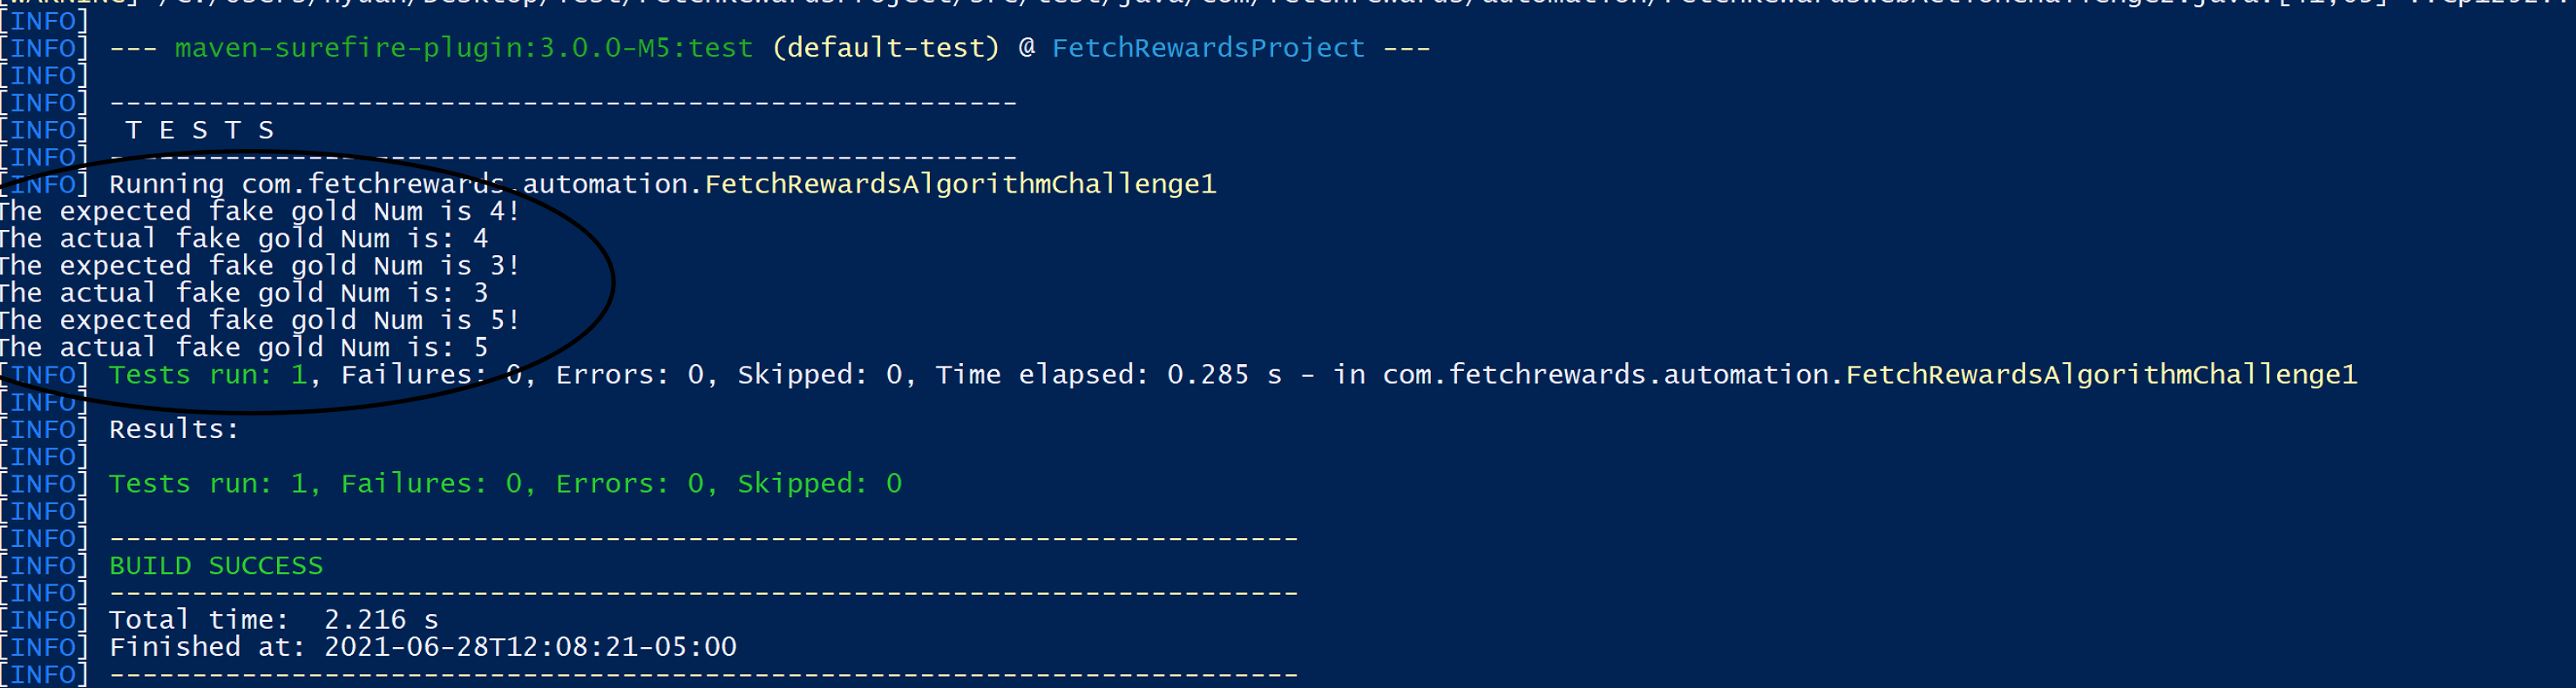 [INFO]
[INFO] --- maven-surefire-plugin:3.0.0-M5:test (default-test) @ FetchRewardsProject ---
[INFO]
[INFO] -------------------------------------------------------
[INFO]  T E S T S
[INFO] -------------------------------------------------------
[INFO] Running com.fetchrewards.automation.FetchRewardsAlgorithmChallenge1
The expected fake gold Num is 4!
The actual fake gold Num is: 4
The expected fake gold Num is 3!
The actual fake gold Num is: 3
The expected fake gold Num is 5!
The actual fake gold Num is: 5
[INFO] Tests run: 1, Failures: 0, Errors: 0, Skipped: 0, Time elapsed: 0.285 s - in com.fetchrewards.automation.FetchRewardsAlgorithmChallenge1
[INFO]
[INFO] Results:
[INFO]
[INFO] Tests run: 1, Failures: 0, Errors: 0, Skipped: 0
[INFO]
[INFO] ------------------------------------------------------------------------
[INFO] BUILD SUCCESS
[INFO] ------------------------------------------------------------------------
[INFO] Total time:  2.216 s
[INFO] Finished at: 2021-06-28T12:08:21-05:00
[INFO] ------------------------------------------------------------------------